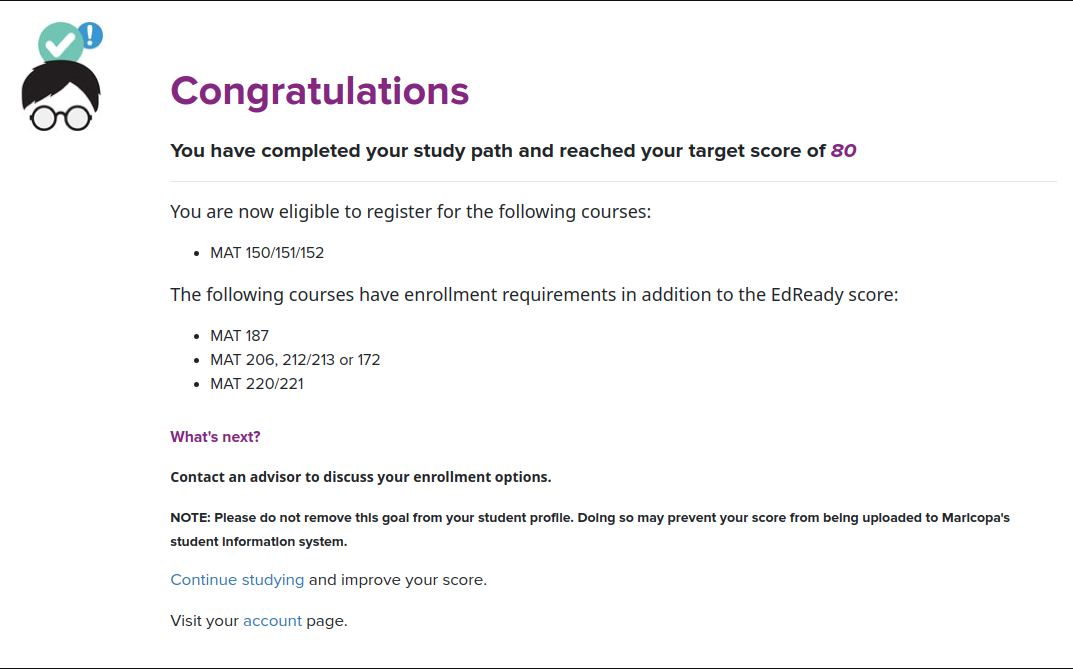 Congratulations
You have completed your study path and reached your target score of 80
You are now eligible to register for the following courses:
• MAT 150/151/152
The following courses have enrollment requirements in addition to the EdReady score:
• MAT 187
• MAT 206, 212/213 or 172
• MAT 220/221
What's next?
Contact an advisor to discuss your enrollment options.
NOTE: Please do not remove this goal from your student profile. Doing so may prevent your score from being uploaded to Maricopa's
student information system.
Continue studying and improve your score.
Visit your account page.